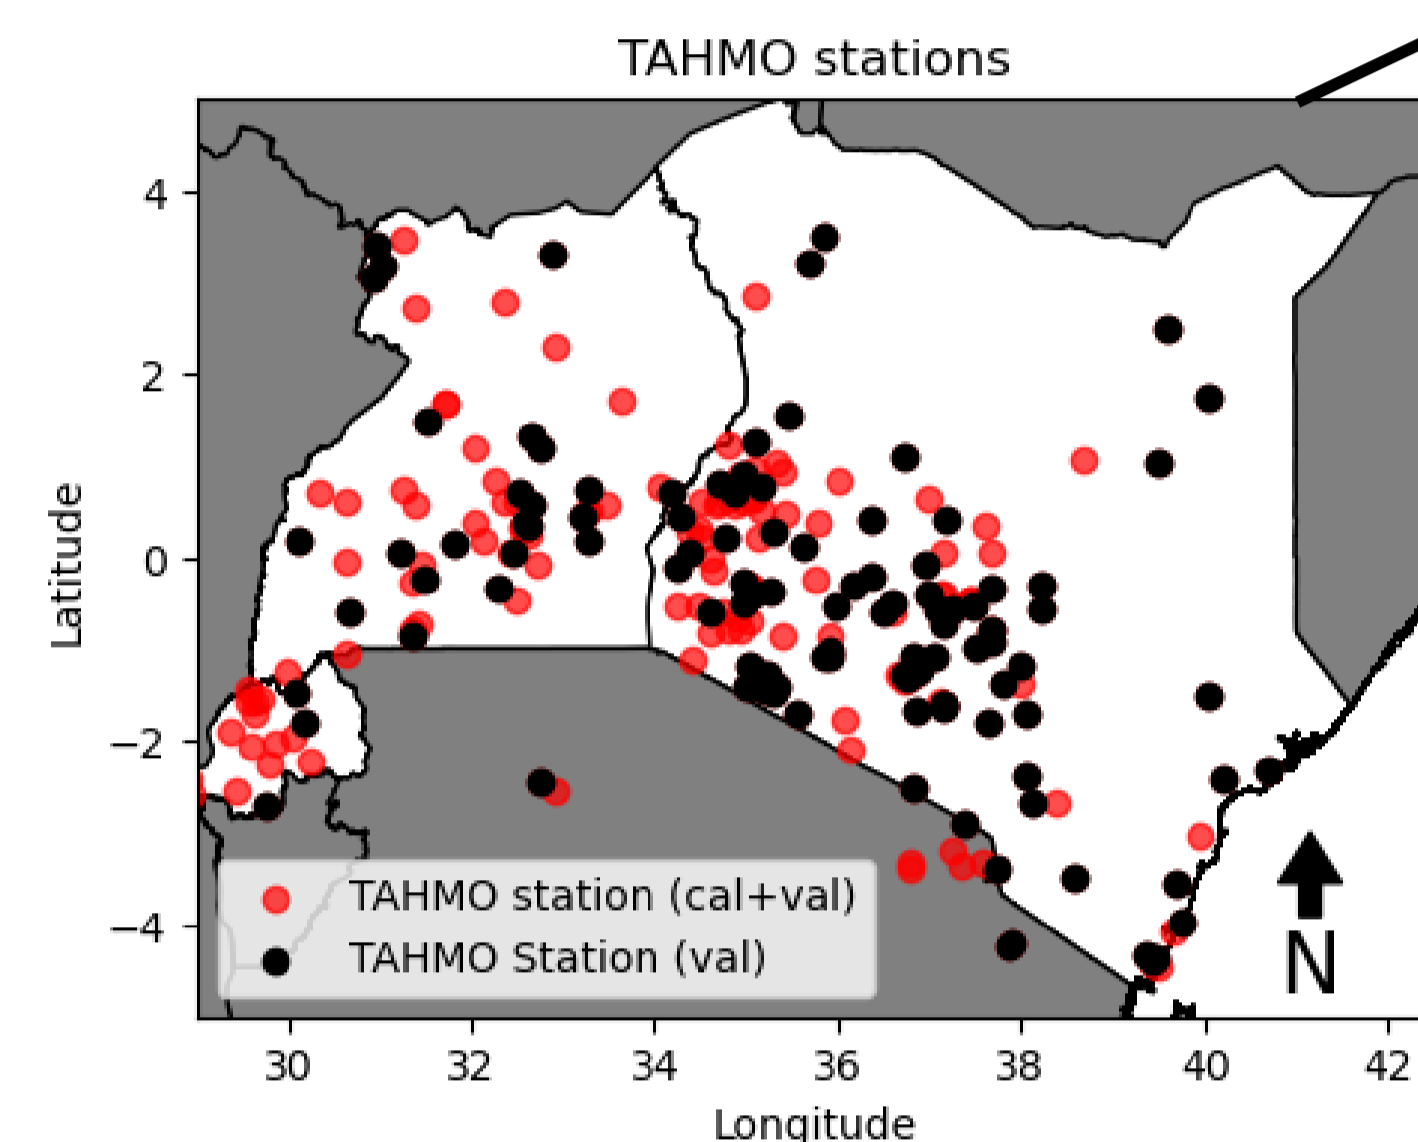 TAHMO stations
4
2
0
−2
−4
Latitude
TAHMO station (cal+val)
TAHMO Station (val)
N
30 32 34 36 38 40 42
Longitude